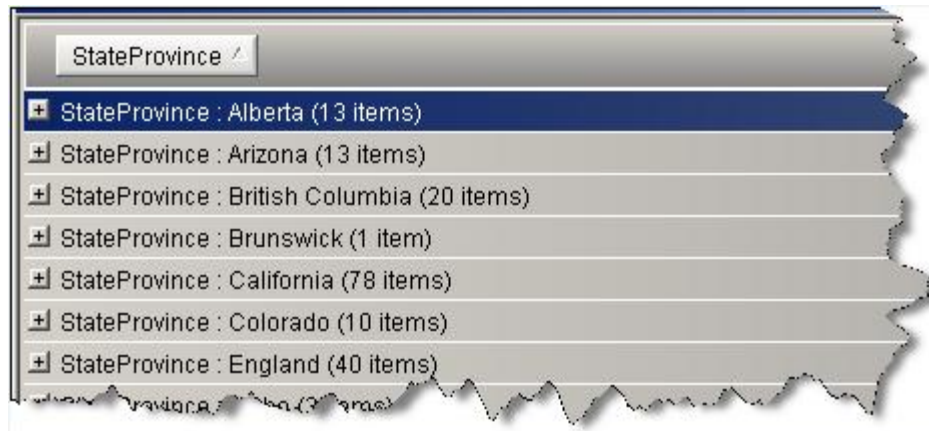 StateProvince
StateProvince : Alberta (13 items)
StateProvince : Arizona (13 items)
StateProvince : British Columbia (20 items)
StateProvince : Brunswick (1 item)
StateProvince : California (78 items)
StateProvince : Colorado (10 items)
StateProvince : England (40 items)